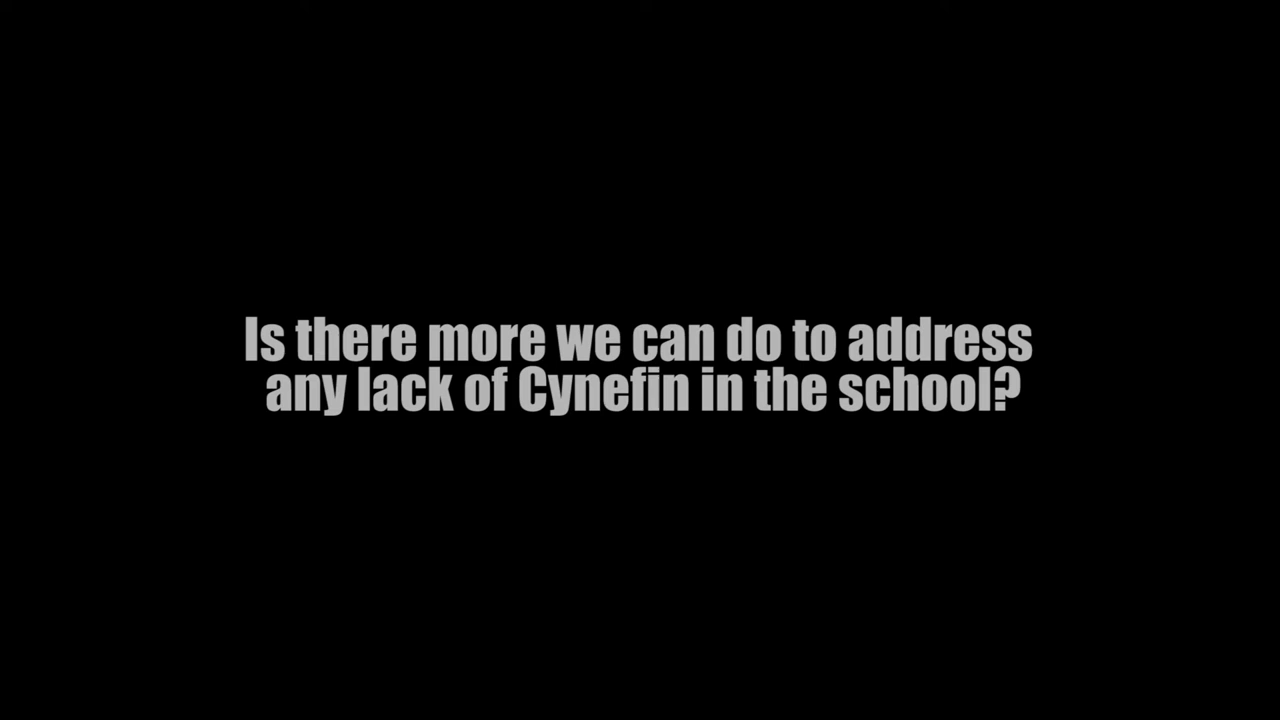 Is there more we can do to address
any lack of Cynefin in the school?